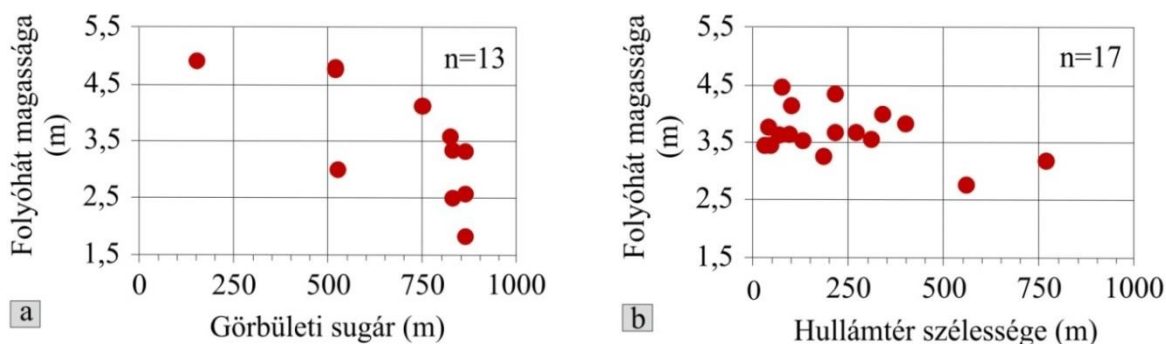 Folyóhát magassága
(m)
5,5
4,5
3,5
2,5
1,5
n=13
0
250
500
750
1000
Görbületi sugár (m)
a
Folyóhát magassága
(m)
5,5
4,5
3,5
2,5
1,5
n=17
0
250
500
750
1000
Hullámtér szélessége (m)
b